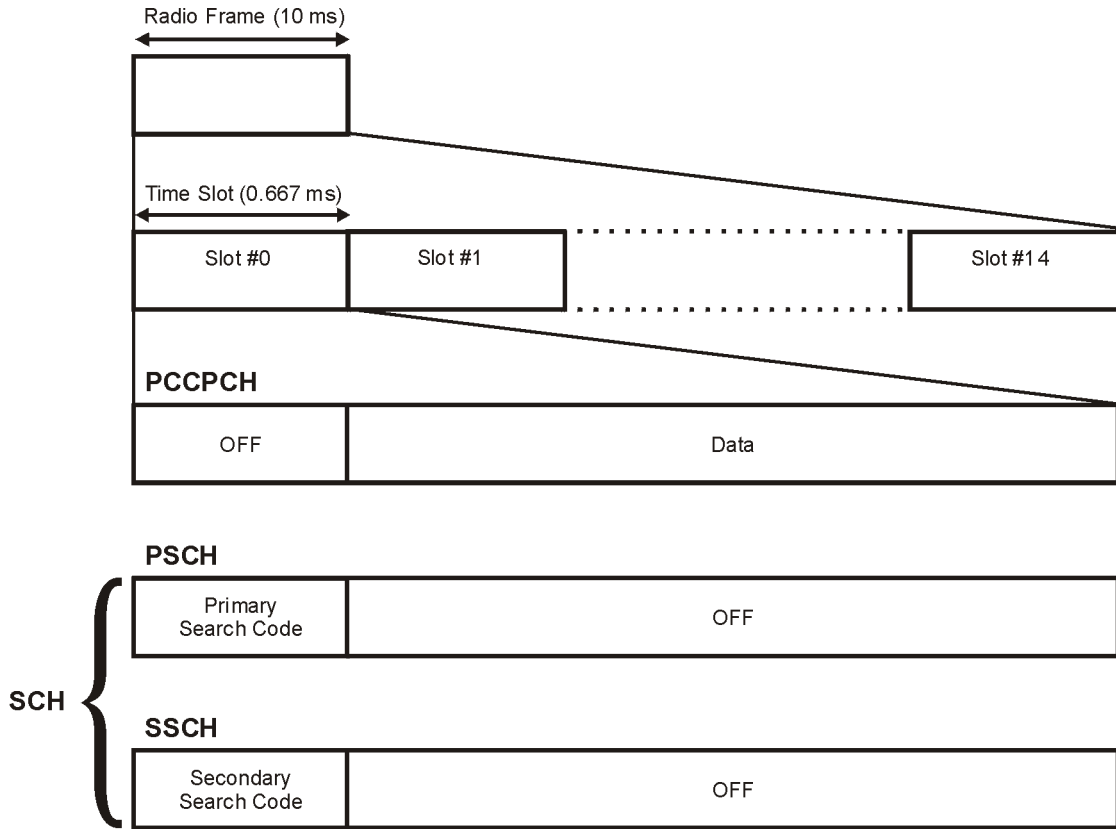 Radio Frame (10 ms)
Time Slot (0.667 ms)
Slot #0
Slot #1
Slot #14
PCCPCH
OFF
Data
PSCH
Primary
Search Code
OFF
SCH
SSCH
Secondary
Search Code
OFF